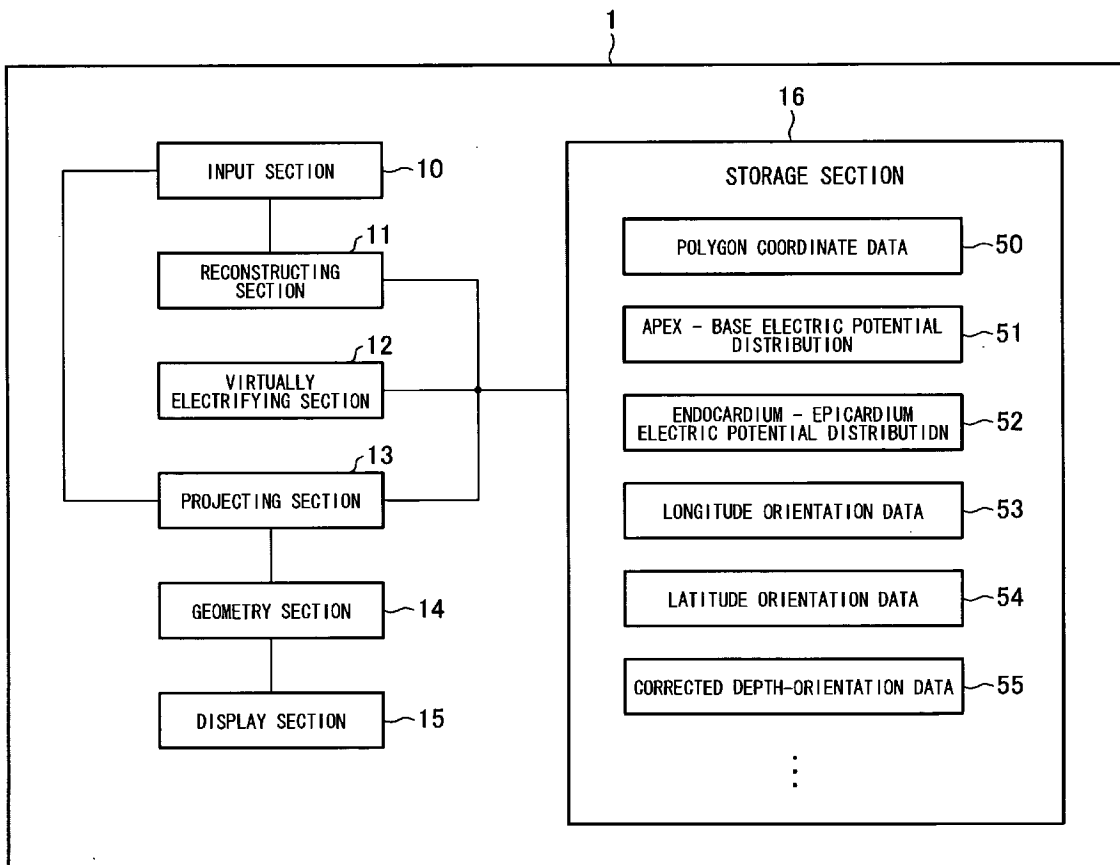 1
16
INPUT SECTION
10
11
RECONSTRUCTING
SECTION
12
VIRTUALLY
ELECTRIFYING SECTION
13
PROJECTING SECTION
GEOMETRY SECTION
14
DISPLAY SECTION
15
STORAGE SECTION
POLYGON COORDINATE DATA
50
APEX - BASE ELECTRIC POTENTIAL
DISTRIBUTION
51
ENDOCARDIUM - EPICARDIUM
ELECTRIC POTENTIAL DISTRIBUTION
52
LONGITUDE ORIENTATION DATA
53
LATITUDE ORIENTATION DATA
54
CORRECTED DEPTH-ORIENTATION DATA
55